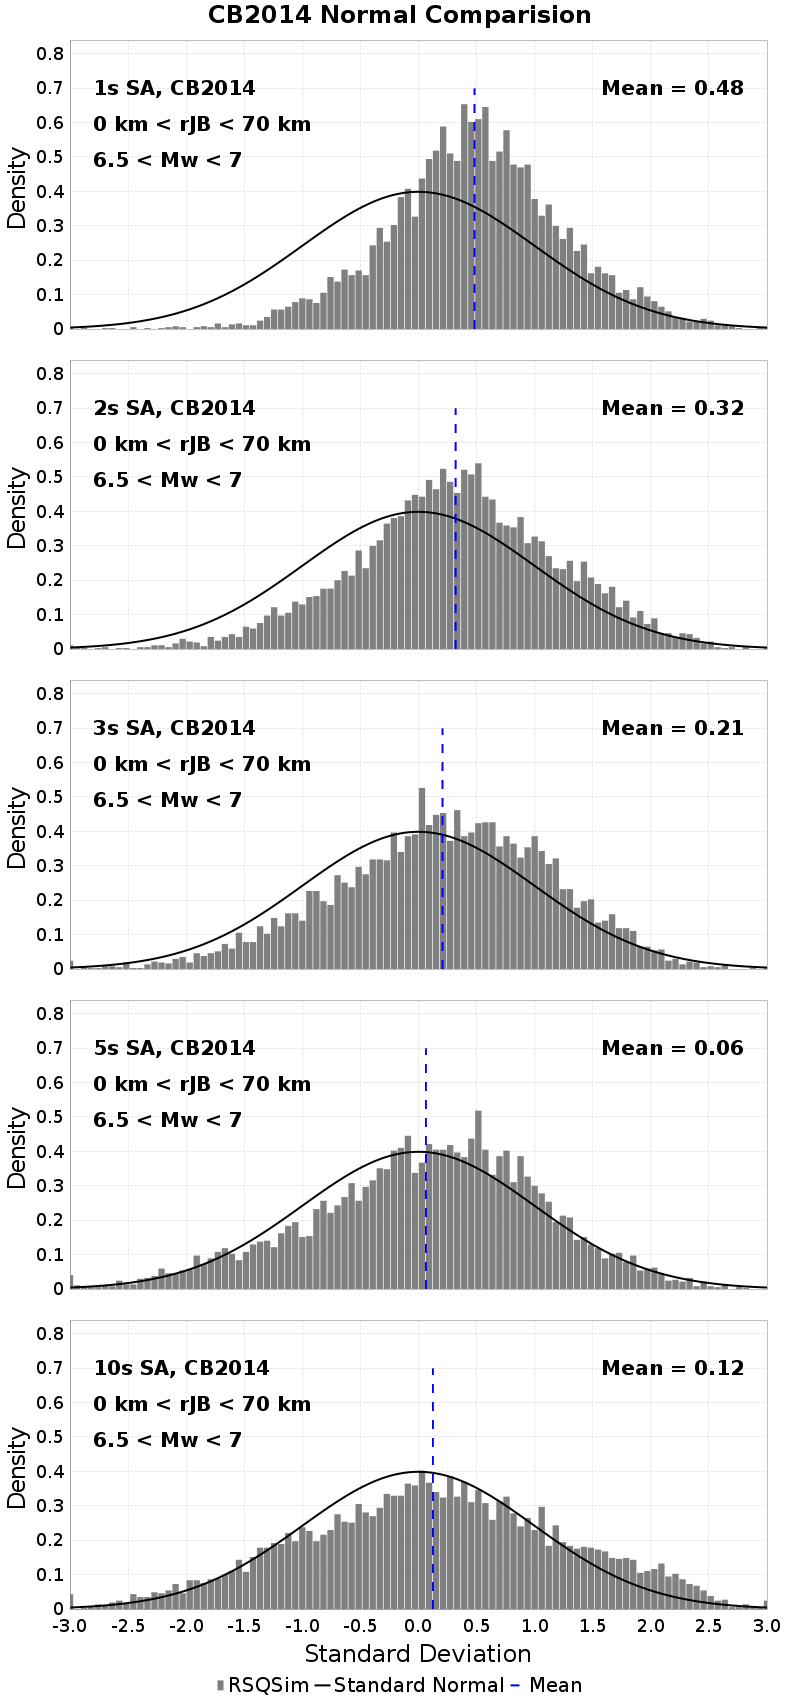 CB2014 Normal Comparision
0.8
0.7
0.6
0.5
0.4
0.3
0.2
0.1
0
Density
1s SA, CB2014
0 km < rJB < 70 km
6.5 < Mw < 7
Mean = 0.48
0.8
0.7
0.6
0.5
0.4
0.3
0.2
0.1
0
Density
2s SA, CB2014
0 km < rJB < 70 km
6.5 < Mw < 7
Mean = 0.32
0.8
0.7
0.6
0.5
0.4
0.3
0.2
0.1
0
Density
3s SA, CB2014
0 km < rJB < 70 km
6.5 < Mw < 7
Mean = 0.21
0.8
0.7
0.6
0.5
0.4
0.3
0.2
0.1
0
Density
5s SA, CB2014
0 km < rJB < 70 km
6.5 < Mw < 7
Mean = 0.06
0.8
0.7
0.6
0.5
0.4
0.3
0.2
0.1
0
Density
10s SA, CB2014
0 km < rJB < 70 km
6.5 < Mw < 7
Mean = 0.12
-3.0 -2.5 -2.0 -1.5 -1.0 -0.5 0.0 0.5 1.0 1.5 2.0 2.5 3.0
Standard Deviation
RSQSim Standard Normal Mean